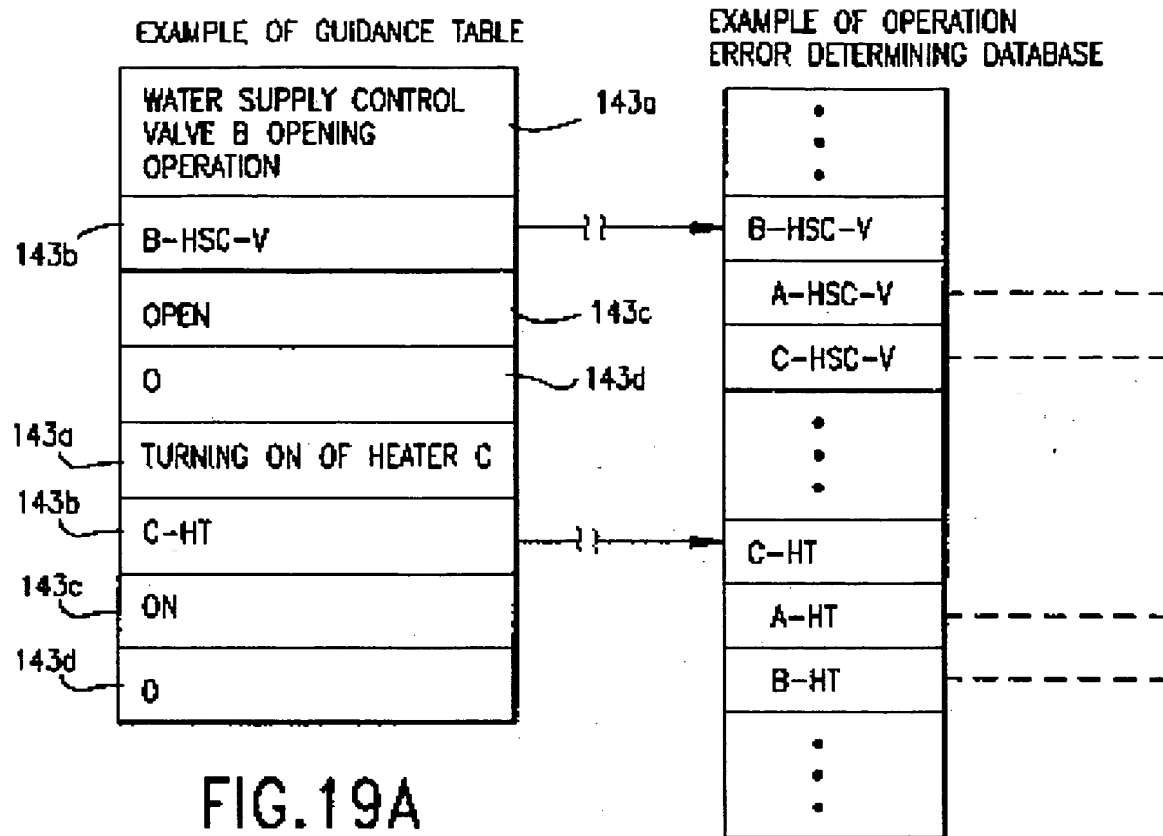 EXAMPLE OF GUIDANCE TABLE
WATER SUPPLY CONTROL
VALVE B OPENING
OPERATION
143a
B-HSC-V
143b
OPEN
143c
0
143d
143a
TURNING ON OF HEATER C
143b
C-HT
143c
ON
143d
0
FIG.19A
EXAMPLE OF OPERATION
ERROR DETERMINING DATABASE
B-HSC-V
A-HSC-V
C-HSC-V
C-HT
A-HT
B-HT